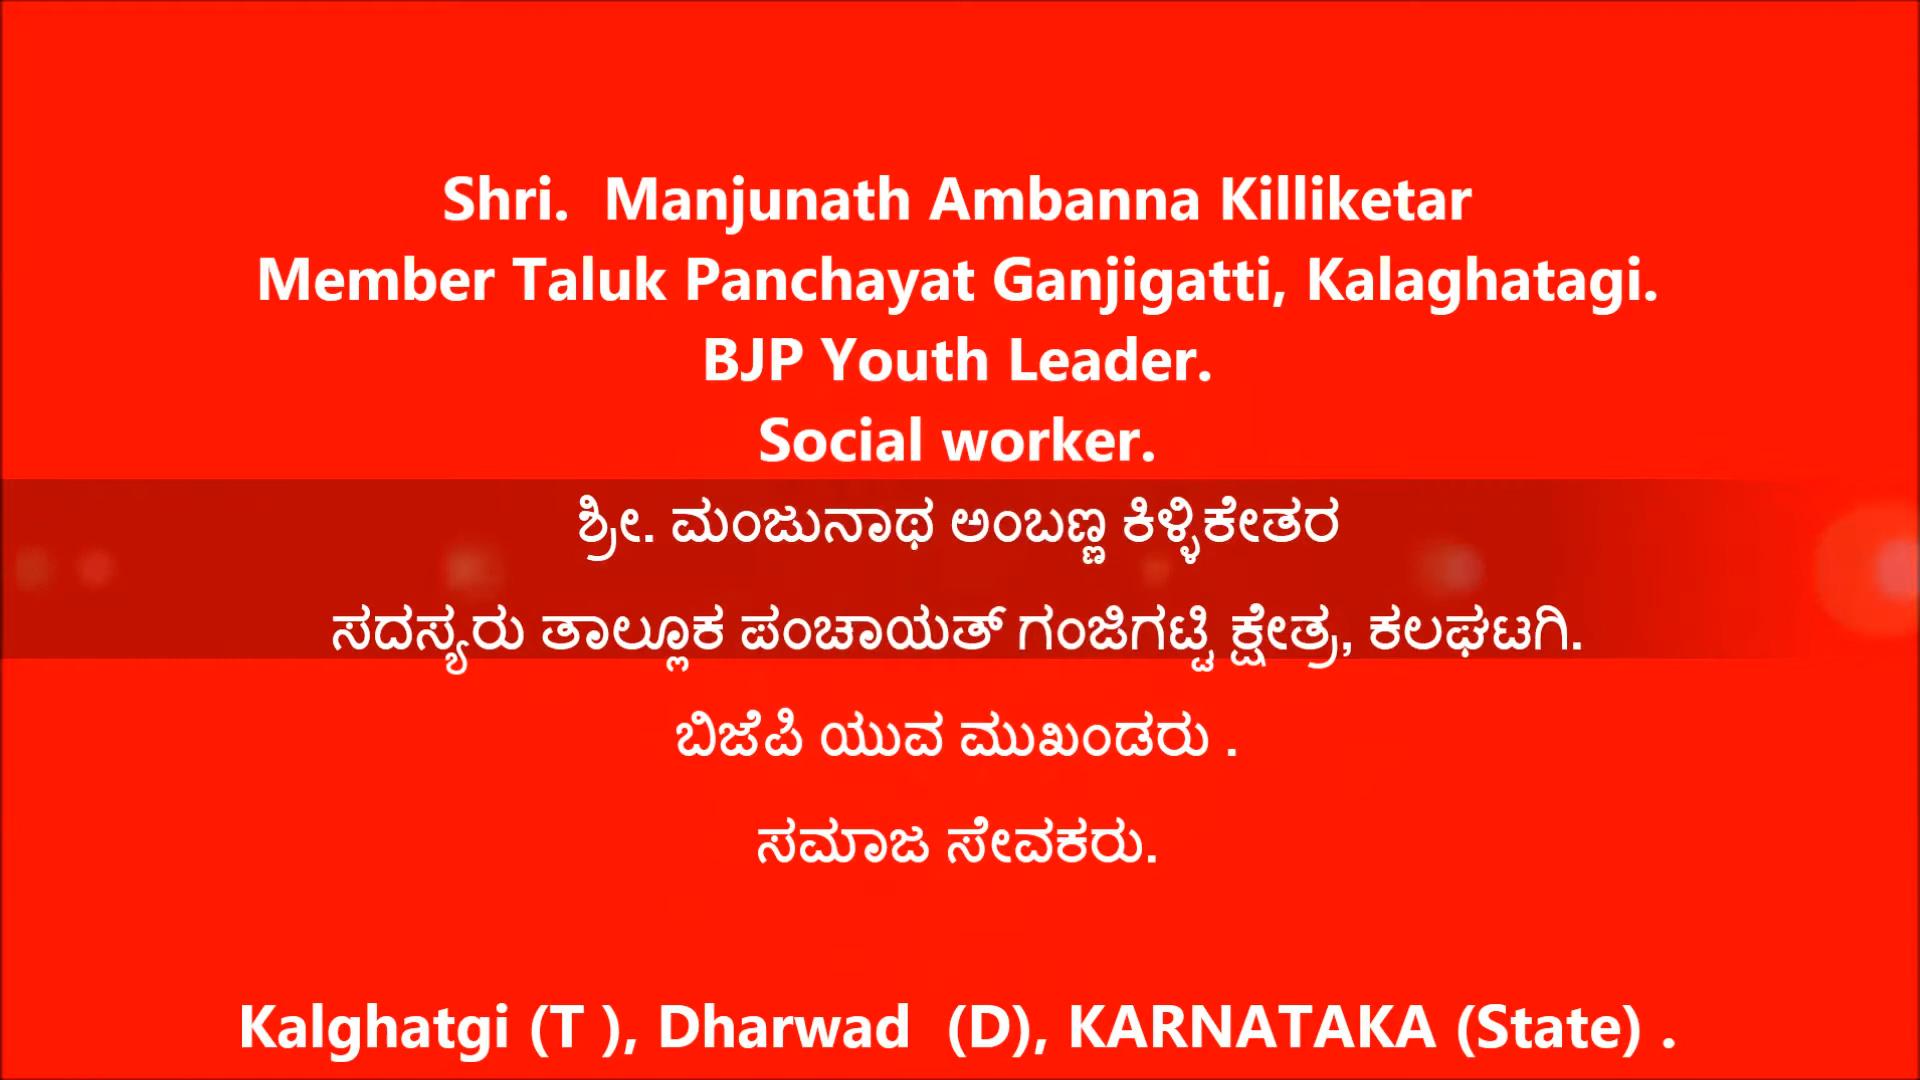 Shri.  Manjunath Ambanna Killiketar
Member Taluk Panchayat Ganjigatti, Kalaghatagi.
BJP Youth Leader.
Social worker.
ಶ್ರೀ. ಮಂಜುನಾಥ ಅಂಬಣ್ಣ ಕಿಳ್ಳಿಕೇತರ
ಸದಸ್ಯರು ತಾಲ್ಲೂಕ ಪಂಚಾಯತ್ ಗಂಜಿಗಟ್ಟಿ ಕ್ಷೇತ್ರ, ಕಲಘಟಗಿ.
ಬಿಜೆಪಿ ಯುವ ಮುಖಂಡರು .
ಸಮಾಜ ಸೇವಕರು.
Kalghatgi (T ), Dharwad  (D), KARNATAKA (State) .